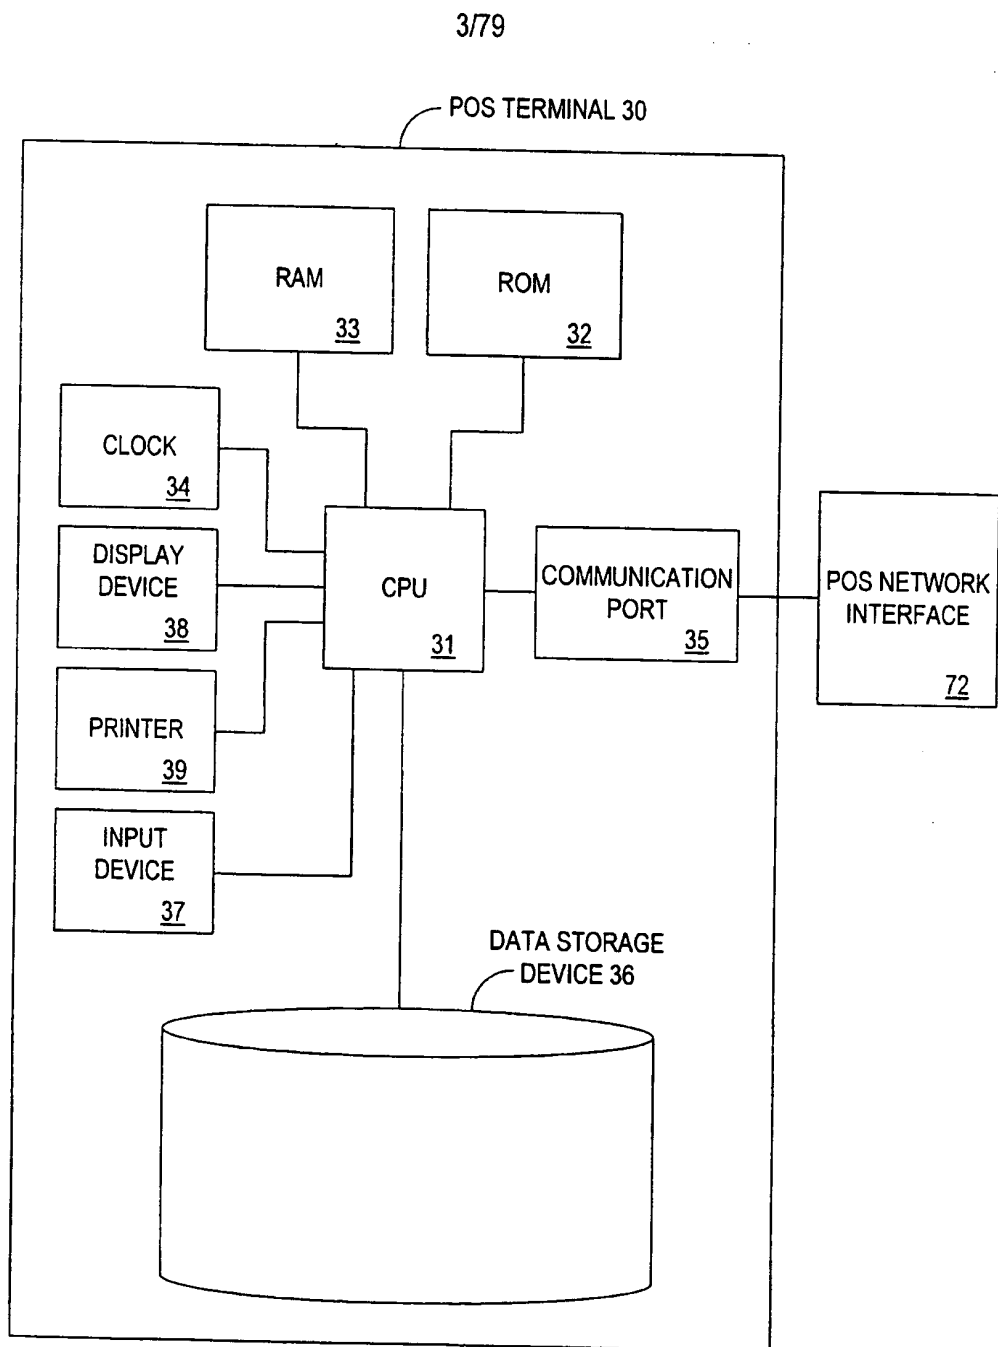 3/79
POS TERMINAL 30
RAM
33
ROM
32
CLOCK
34
DISPLAY
DEVICE
38
PRINTER
39
INPUT
DEVICE
37
CPU
31
COMMUNICATION
PORT
35
POS NETWORK
INTERFACE
72
DATA STORAGE
DEVICE 36